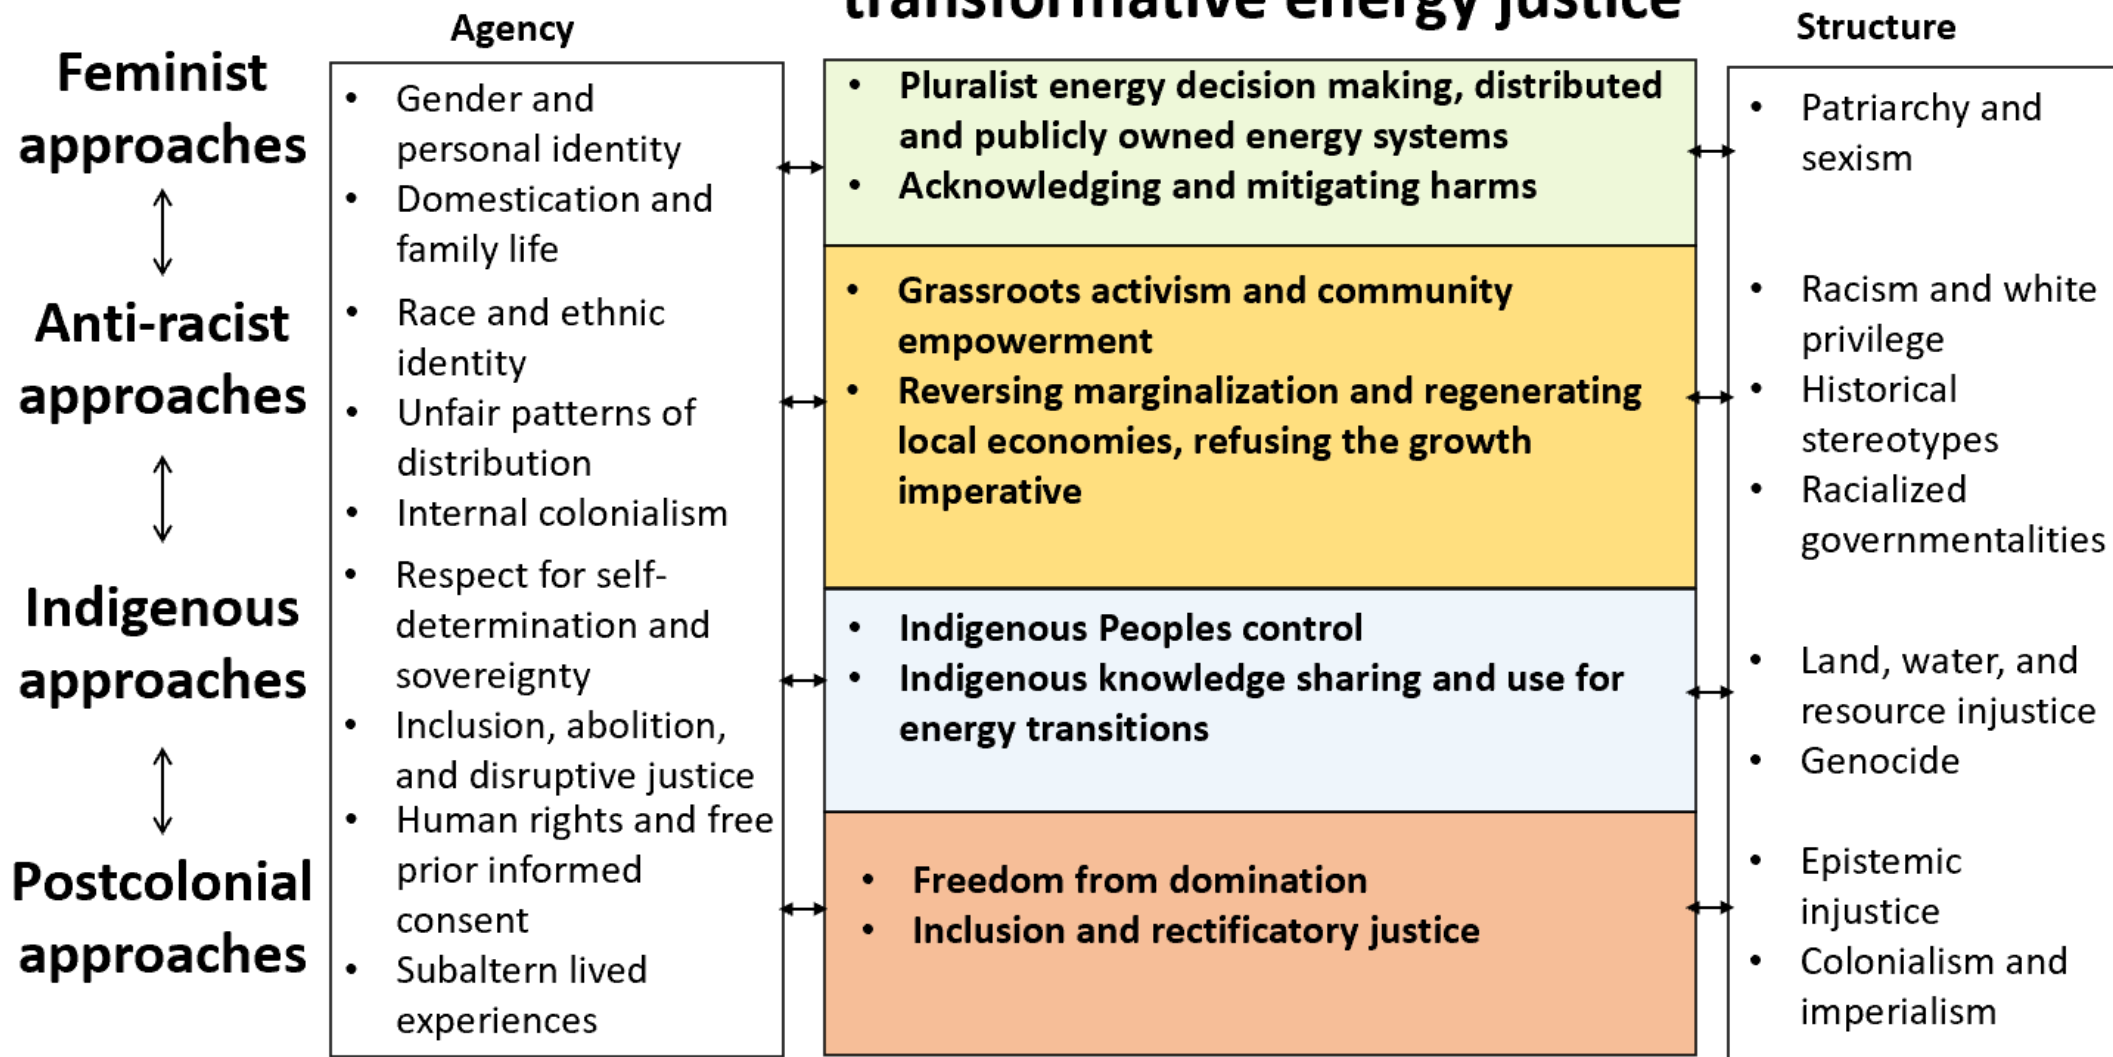 transformative energy justice
Agency
Structure
Feminist
approaches
• Gender and
personal identity
• Domestication and
family life
• Pluralist energy decision making, distributed
and publicly owned energy systems
• Acknowledging and mitigating harms
• Patriarchy and
sexism
Anti-racist
approaches
• Race and ethnic
identity
• Unfair patterns of
distribution
• Internal colonialism
• Grassroots activism and community
empowerment
• Reversing marginalization and regenerating
local economies, refusing the growth
imperative
• Racism and white
privilege
• Historical
stereotypes
• Racialized
governmentalities
Indigenous
approaches
• Respect for self-
determination and
sovereignty
• Inclusion, abolition,
and disruptive justice
• Indigenous Peoples control
• Indigenous knowledge sharing and use for
energy transitions
• Land, water, and
resource injustice
• Genocide
Postcolonial
approaches
• Human rights and free
prior informed
consent
• Subaltern lived
experiences
• Freedom from domination
• Inclusion and rectificatory justice
• Epistemic
injustice
• Colonialism and
imperialism